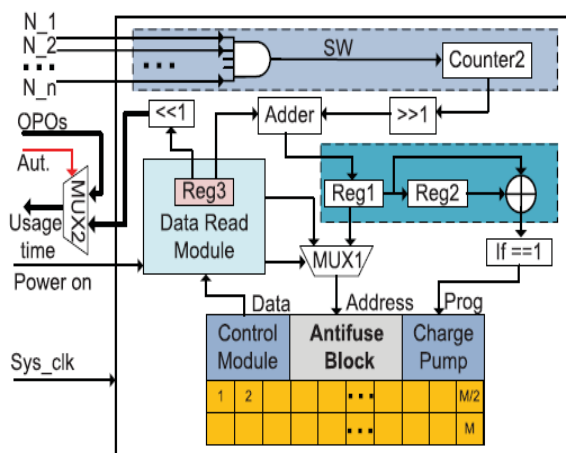 N_1
N_2
...
N_n
...
SW
Counter2
OPOs
<<1
Adder
>>1
Aut.
MUX2
Reg3
Data Read
Module
Reg1
Reg2
Usage
time
MUX1
If ==1
Power on
Data
Address
Prog
Control
Module
Antifuse
Block
Charge
Pump
Sys_clk
1 2 ... M/2
... M